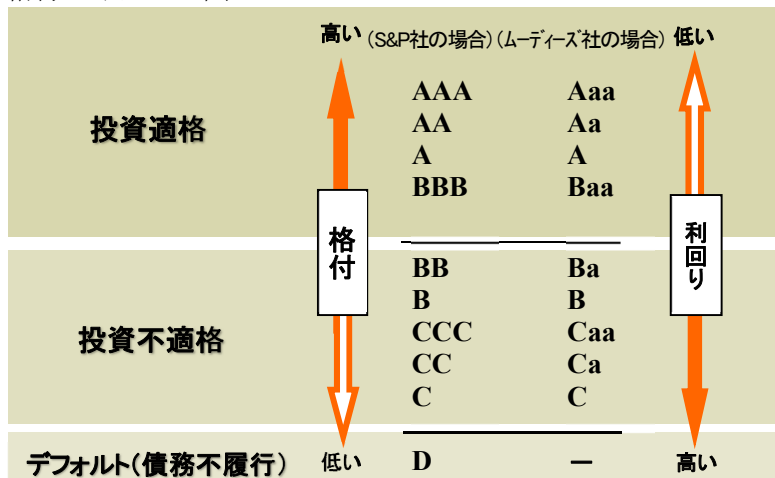 高い (S&P社の場合) (ムーディーズ社の場合) 低い
AAA Aaa
AA Aa
投資適格
A A
BBB Baa
格付
利回り
BB Ba
B B
投資不適格
CCC Caa
CC Ca
C C
デフォルト(債務不履行) 低い D － 高い